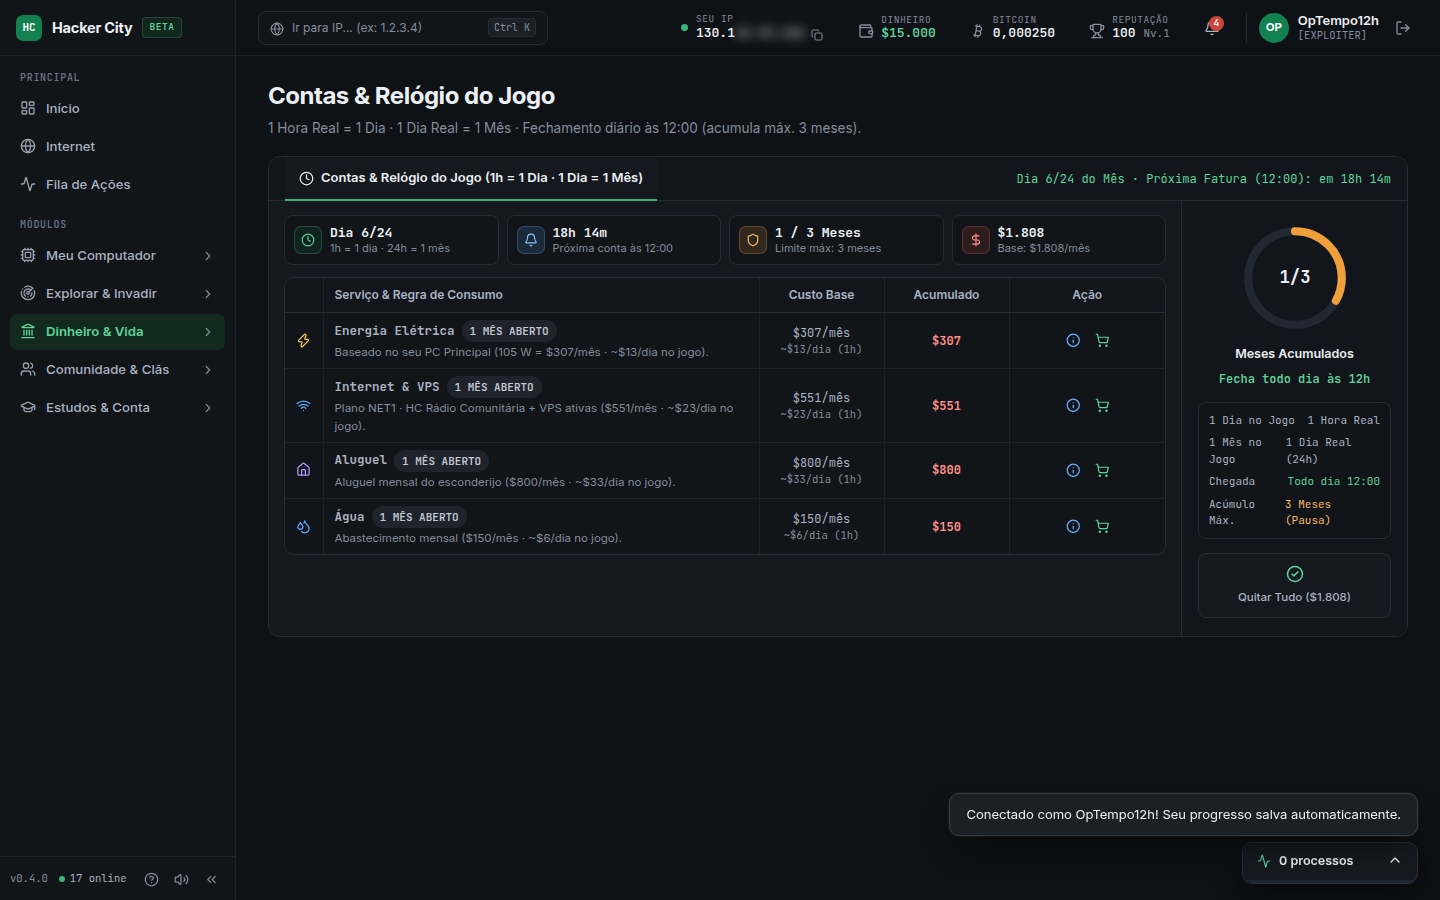 HC Hacker City BETA
Ir para IP... (ex: 1.2.3.4) Ctrl K
SEU IP
130.1
DINHEIRO
$15.000
BITCOIN
0,000250
REPUTAÇÃO
100 Nv.1
4
OP
OpTempo12h
[EXPLOITER]
PRINCIPAL
Início
Internet
Fila de Ações
MÓDULOS
Meu Computador
Explorar & Invadir
Dinheiro & Vida
Comunidade & Clãs
Estudos & Conta
v0.4.0 17 online
Contas & Relógio do Jogo
1 Hora Real = 1 Dia · 1 Dia Real = 1 Mês · Fechamento diário às 12:00 (acumula máx. 3 meses).
Contas & Relógio do Jogo (1h = 1 Dia · 1 Dia = 1 Mês)
Dia 6/24 do Mês · Próxima Fatura (12:00): em 18h 14m
Dia 6/24
1h = 1 dia · 24h = 1 mês
18h 14m
Próxima conta às 12:00
1 / 3 Meses
Limite máx: 3 meses
$1.808
Base: $1.808/mês
Serviço & Regra de Consumo Custo Base Acumulado Ação
Energia Elétrica 1 MÊS ABERTO
Baseado no seu PC Principal (105 W = $307/mês · ~$13/dia no jogo).
$307/mês
~$13/dia (1h)
$307
Internet & VPS 1 MÊS ABERTO
Plano NET1 · HC Rádio Comunitária + VPS ativas ($551/mês · ~$23/dia no
jogo).
$551/mês
~$23/dia (1h)
$551
Aluguel 1 MÊS ABERTO
Aluguel mensal do esconderijo ($800/mês · ~$33/dia no jogo).
$800/mês
~$33/dia (1h)
$800
Água 1 MÊS ABERTO
Abastecimento mensal ($150/mês · ~$6/dia no jogo).
$150/mês
~$6/dia (1h)
$150
1/3
Meses Acumulados
Fecha todo dia às 12h
1 Dia no Jogo 1 Hora Real
1 Mês no 1 Dia Real
Jogo (24h)
Chegada Todo dia 12:00
Acúmulo 3 Meses
Máx. (Pausa)
Quitar Tudo ($1.808)
Conectado como OpTempo12h! Seu progresso salva automaticamente.
0 processos